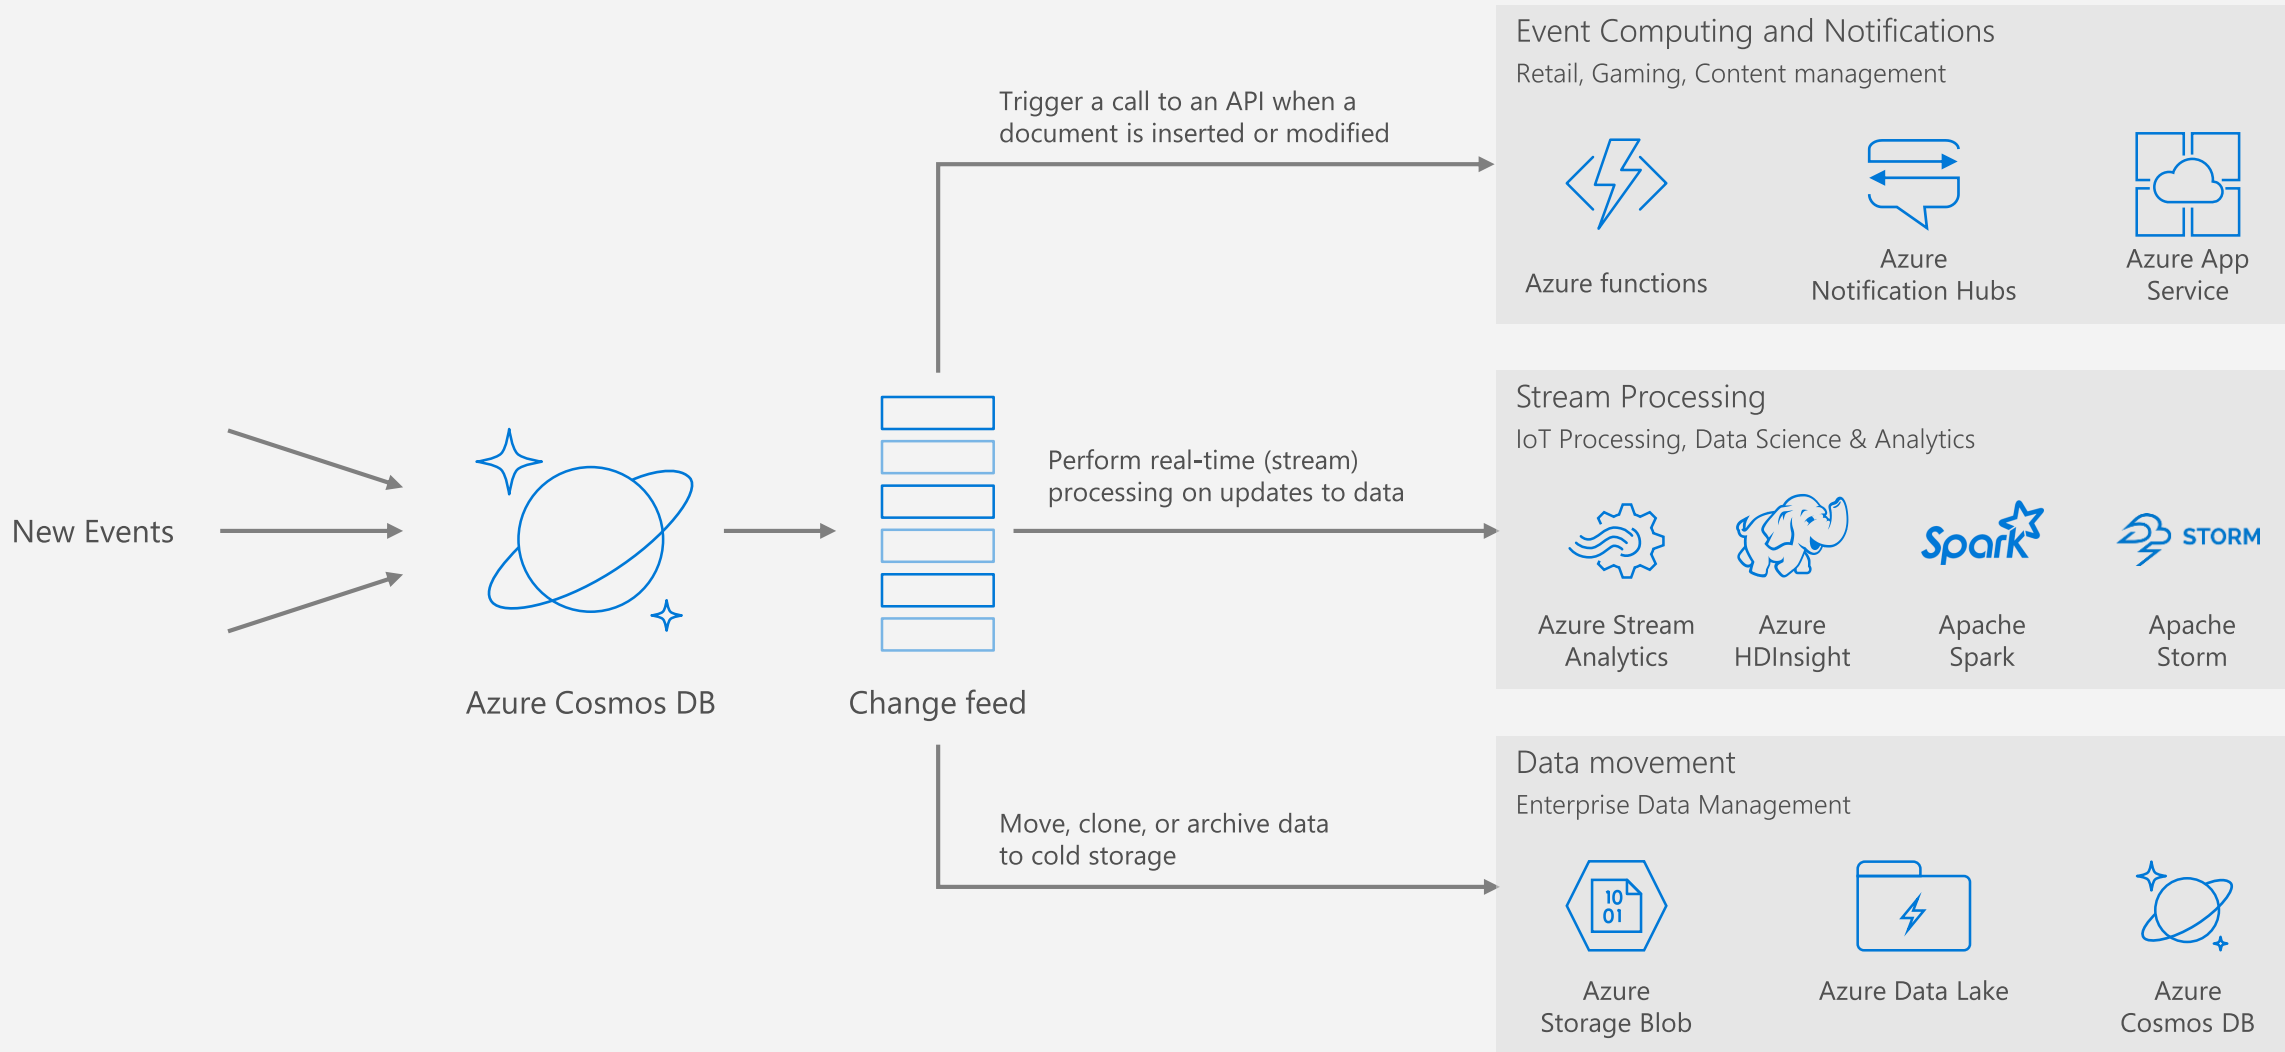 Event Computing and Notifications
Retail, Gaming, Content management
Trigger a call to an API when a
document is inserted or modified
Azure functions
Azure
Notification Hubs
Azure App
Service
Stream Processing
IoT Processing, Data Science & Analytics
Perform real-time (stream)
processing on updates to data
New Events
Spark
STORM
Azure Stream
Analytics
Azure
HDInsight
Apache
Spark
Apache
Storm
Azure Cosmos DB
Change feed
Data movement
Enterprise Data Management
Move, clone, or archive data
to cold storage
10
01
Azure
Storage Blob
Azure Data Lake
Azure
Cosmos DB